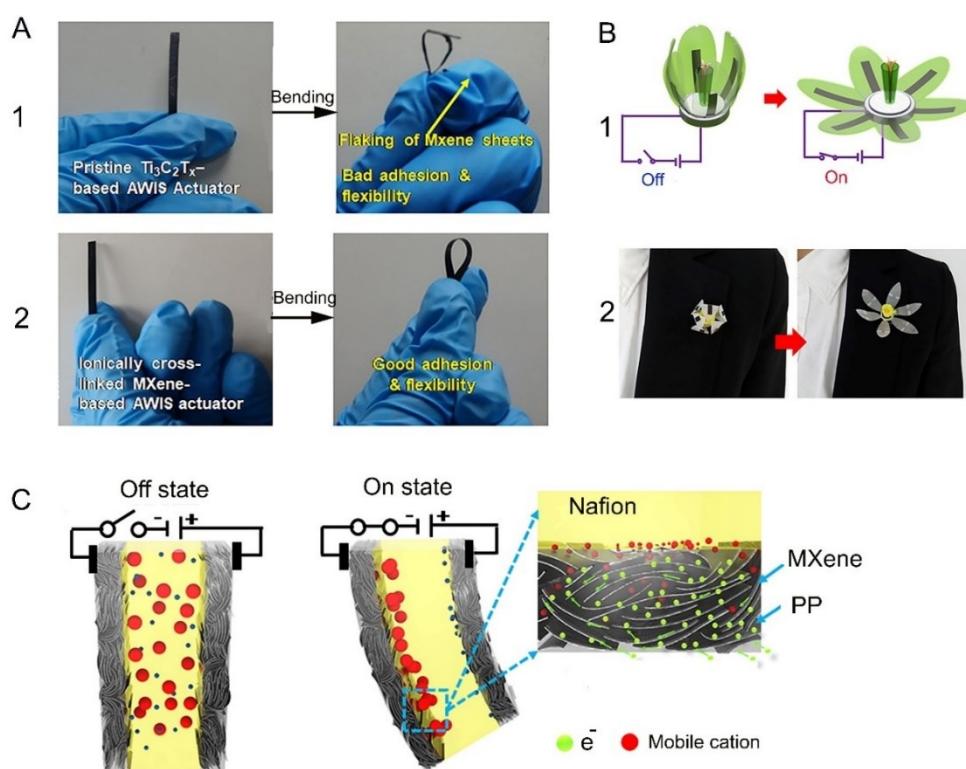 A
1
Pristine Ti₃C₂Tₓ–
based AWIS Actuator
Bending
Flaking of Mxene sheets
Bad adhesion &
flexibility
2
Ionically cross-
linked MXene-
based AWIS actuator
Bending
Good adhesion
& flexibility
B
1
Off
On
2
C
Off state
- +
On state
- +
Nafion
MXene
PP
e⁻
Mobile cation